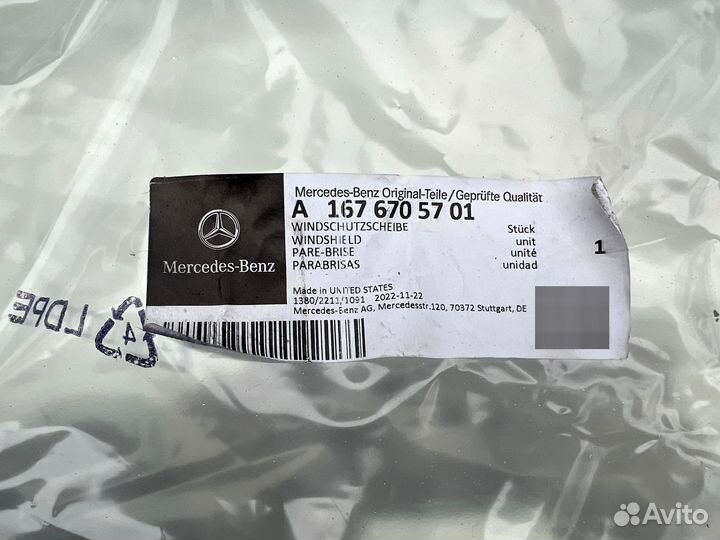 Mercedes-Benz Original-Teile/Geprüfte Qualität
A 167 670 57 01
WINDSCHUTZSCHEIBE Stück
WINDSHIELD unit
PARE-BRISE unité 1
PARABRISAS unidad
Mercedes-Benz
Made in UNITED STATES
1380/2211/1091 2022-11-22
Mercedes-Benz AG, Mercedesstr.120, 70372 Stuttgart, DE
4
LDPE
Avito